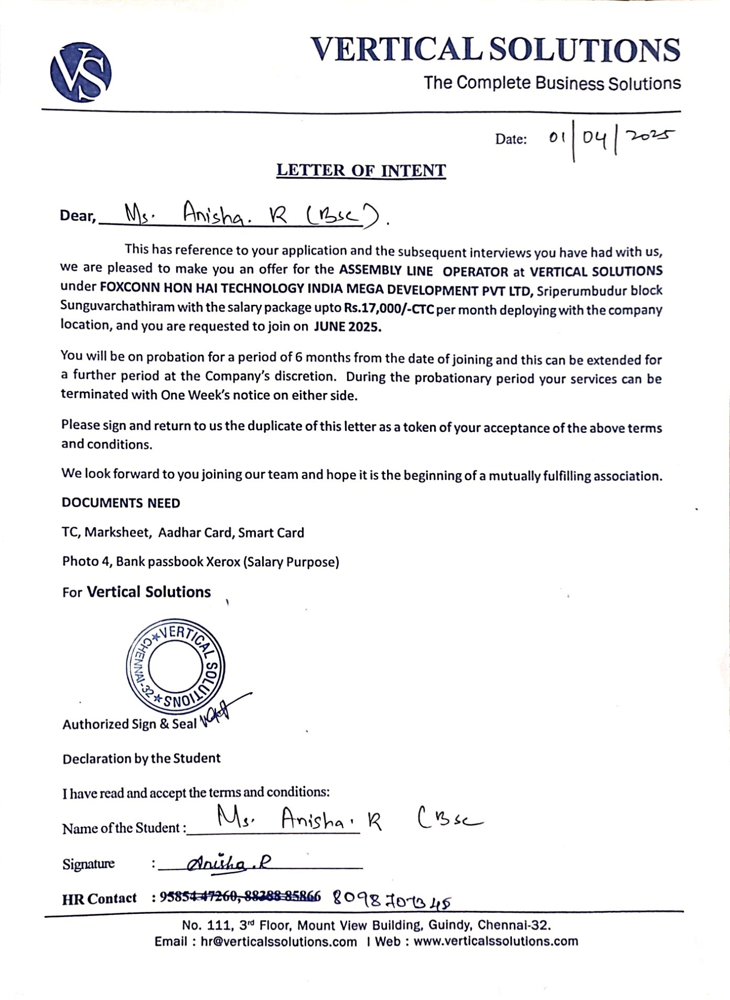 VS
VERTICAL SOLUTIONS
The Complete Business Solutions
Date: 01/04/2025
LETTER OF INTENT
Dear, Ms. Anisha. R (Bsc).
This has reference to your application and the subsequent interviews you have had with us,
we are pleased to make you an offer for the ASSEMBLY LINE OPERATOR at VERTICAL SOLUTIONS
under FOXCONN HON HAI TECHNOLOGY INDIA MEGA DEVELOPMENT PVT LTD, Sriperumbudur block
Sunguvarchathiram with the salary package upto Rs.17,000/-CTC per month deploying with the company
location, and you are requested to join on JUNE 2025.
You will be on probation for a period of 6 months from the date of joining and this can be extended for
a further period at the Company's discretion. During the probationary period your services can be
terminated with One Week's notice on either side.
Please sign and return to us the duplicate of this letter as a token of your acceptance of the above terms
and conditions.
We look forward to you joining our team and hope it is the beginning of a mutually fulfilling association.
DOCUMENTS NEED
TC, Marksheet, Aadhar Card, Smart Card
Photo 4, Bank passbook Xerox (Salary Purpose)
For Vertical Solutions
★VERTICAL SOLUTIONS★CHENNAI-32
Authorized Sign & Seal
Declaration by the Student
I have read and accept the terms and conditions:
Name of the Student : Ms. Anisha. R (Bsc
Signature : Anisha.R
HR Contact : 95854 47260, 88388 85866 8098707345
No. 111, 3rd Floor, Mount View Building, Guindy, Chennai-32.
Email : hr@verticalssolutions.com I Web : www.verticalssolutions.com